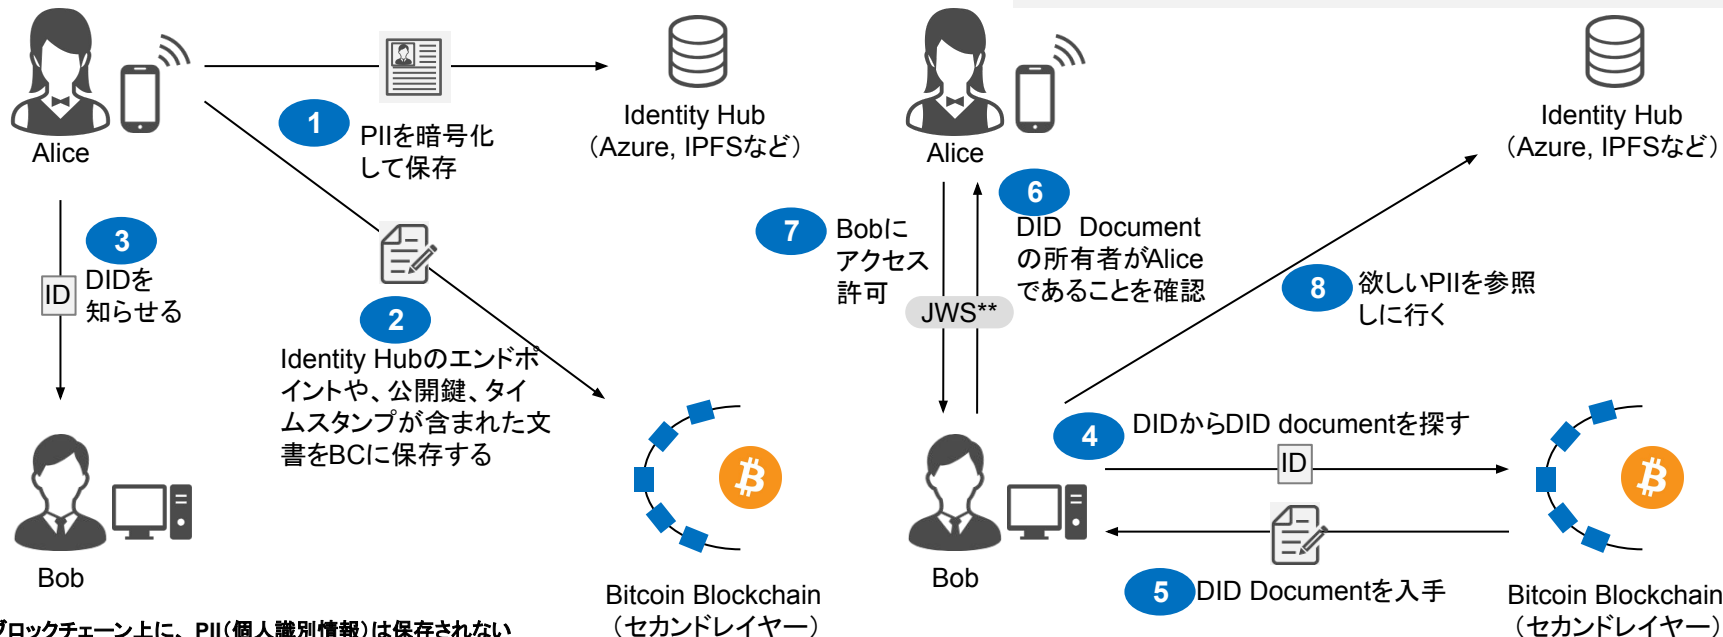 Alice
1
PIIを暗号化
して保存
Identity Hub
（Azure, IPFSなど）
3
DIDを
知らせる
ID
2
Identity Hubのエンドポ
イントや、公開鍵、タイ
ムスタンプが含まれた文
書をBCに保存する
Bob
Bitcoin Blockchain
（セカンドレイヤー）
ブロックチェーン上に、PII（個人識別情報）は保存されない
Alice
Identity Hub
（Azure, IPFSなど）
7
Bobに
アクセス
許可
6
DID Document
の所有者がAlice
であることを確認
JWS**
8
欲しいPIIを参照
しに行く
4
DIDからDID documentを探す
ID
5
DID Documentを入手
Bob
Bitcoin Blockchain
（セカンドレイヤー）